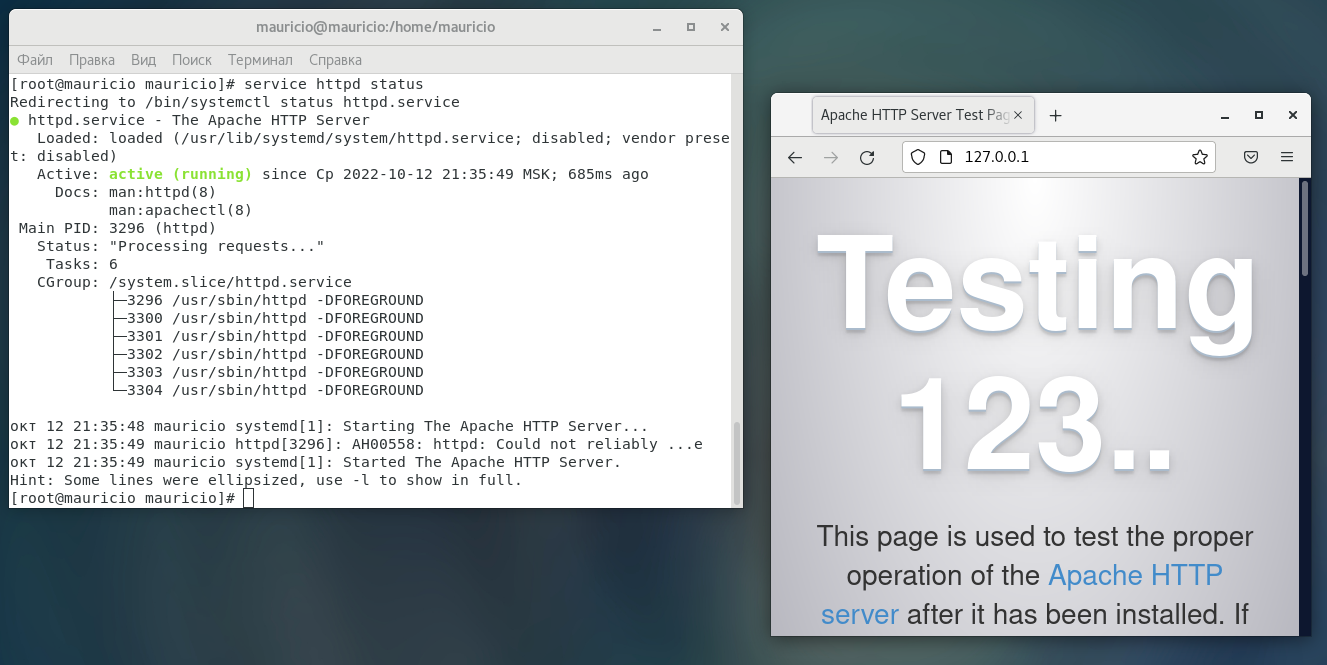 mauricio@mauricio:/home/mauricio
Файл Правка Вид Поиск Терминал Справка
[root@mauricio mauricio]# service httpd status
Redirecting to /bin/systemctl status httpd.service
● httpd.service - The Apache HTTP Server
   Loaded: loaded (/usr/lib/systemd/system/httpd.service; disabled; vendor prese
t: disabled)
   Active: active (running) since Ср 2022-10-12 21:35:49 MSK; 685ms ago
     Docs: man:httpd(8)
           man:apachectl(8)
 Main PID: 3296 (httpd)
   Status: "Processing requests..."
    Tasks: 6
   CGroup: /system.slice/httpd.service
           ├─3296 /usr/sbin/httpd -DFOREGROUND
           ├─3300 /usr/sbin/httpd -DFOREGROUND
           ├─3301 /usr/sbin/httpd -DFOREGROUND
           ├─3302 /usr/sbin/httpd -DFOREGROUND
           ├─3303 /usr/sbin/httpd -DFOREGROUND
           └─3304 /usr/sbin/httpd -DFOREGROUND
окт 12 21:35:48 mauricio systemd[1]: Starting The Apache HTTP Server...
окт 12 21:35:49 mauricio httpd[3296]: AH00558: httpd: Could not reliably ...e
окт 12 21:35:49 mauricio systemd[1]: Started The Apache HTTP Server.
Hint: Some lines were ellipsized, use -l to show in full.
[root@mauricio mauricio]#
Apache HTTP Server Test Pag
127.0.0.1
Testing
123..
This page is used to test the proper
operation of the Apache HTTP
server after it has been installed. If